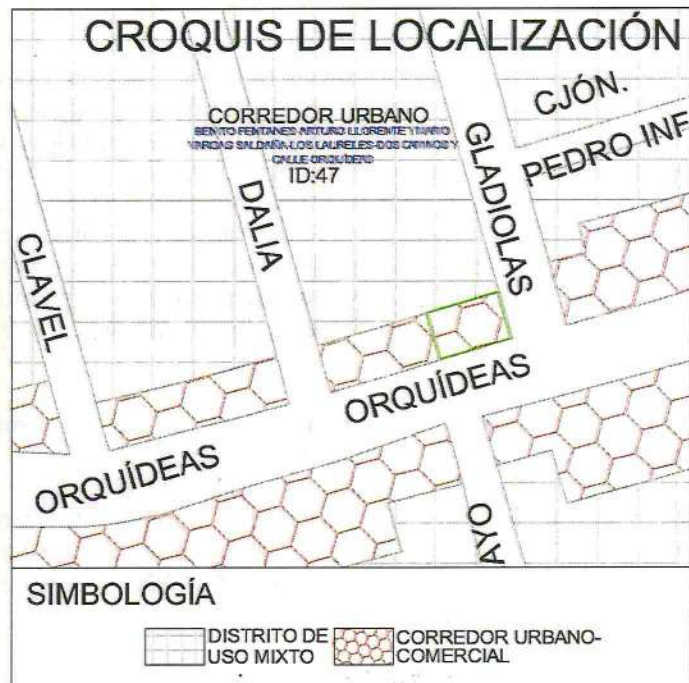 CROQUIS DE LOCALIZACIÓN
CORREDOR URBANO
BENITO FENTANES-ARTURO LLORENTE Y MARIO
VARGAS SALDAÑA-LOS LAURELES-DOS CAMINOS Y
CALLE ORQUÍDEAS
ID:47
CJÓN.
PEDRO INF
GLADIOLAS
DALIA
CLAVEL
ORQUÍDEAS
ORQUÍDEAS
AYO
SIMBOLOGÍA
DISTRITO DE
USO MIXTO
CORREDOR URBANO-
COMERCIAL